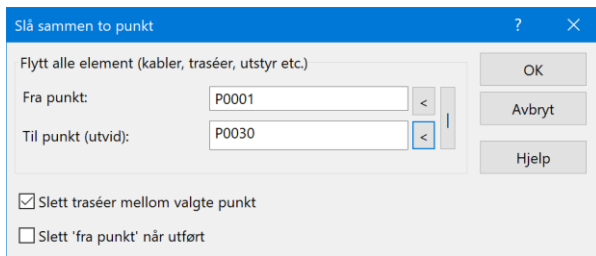 Slå sammen to punkt ? ×
Flytt alle element (kabler, traséer, utstyr etc.)
OK
Fra punkt: P0001 <
Avbryt
|
Til punkt (utvid): P0030 <
Hjelp
Slett traséer mellom valgte punkt
Slett 'fra punkt' når utført